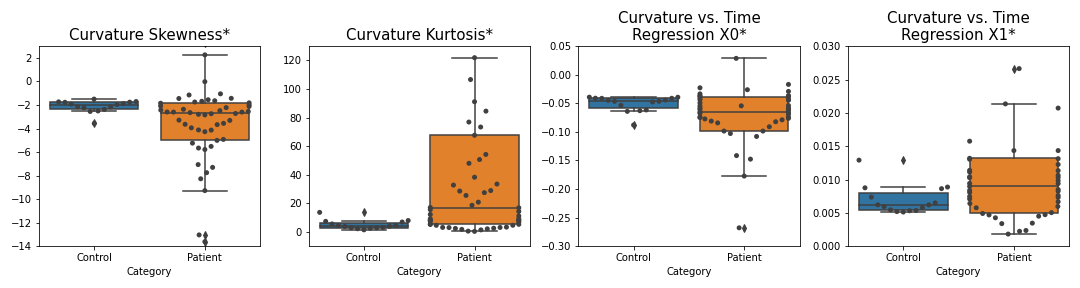 Curvature Skewness*
2
0
−2
−4
−6
−8
−10
−12
−14
Control Patient
Category
Curvature Kurtosis*
120
100
80
60
40
20
0
Control Patient
Category
Curvature vs. Time
Regression X0*
0.05
0.00
−0.05
−0.10
−0.15
−0.20
−0.25
−0.30
Control Patient
Category
Curvature vs. Time
Regression X1*
0.030
0.025
0.020
0.015
0.010
0.005
0.000
Control Patient
Category